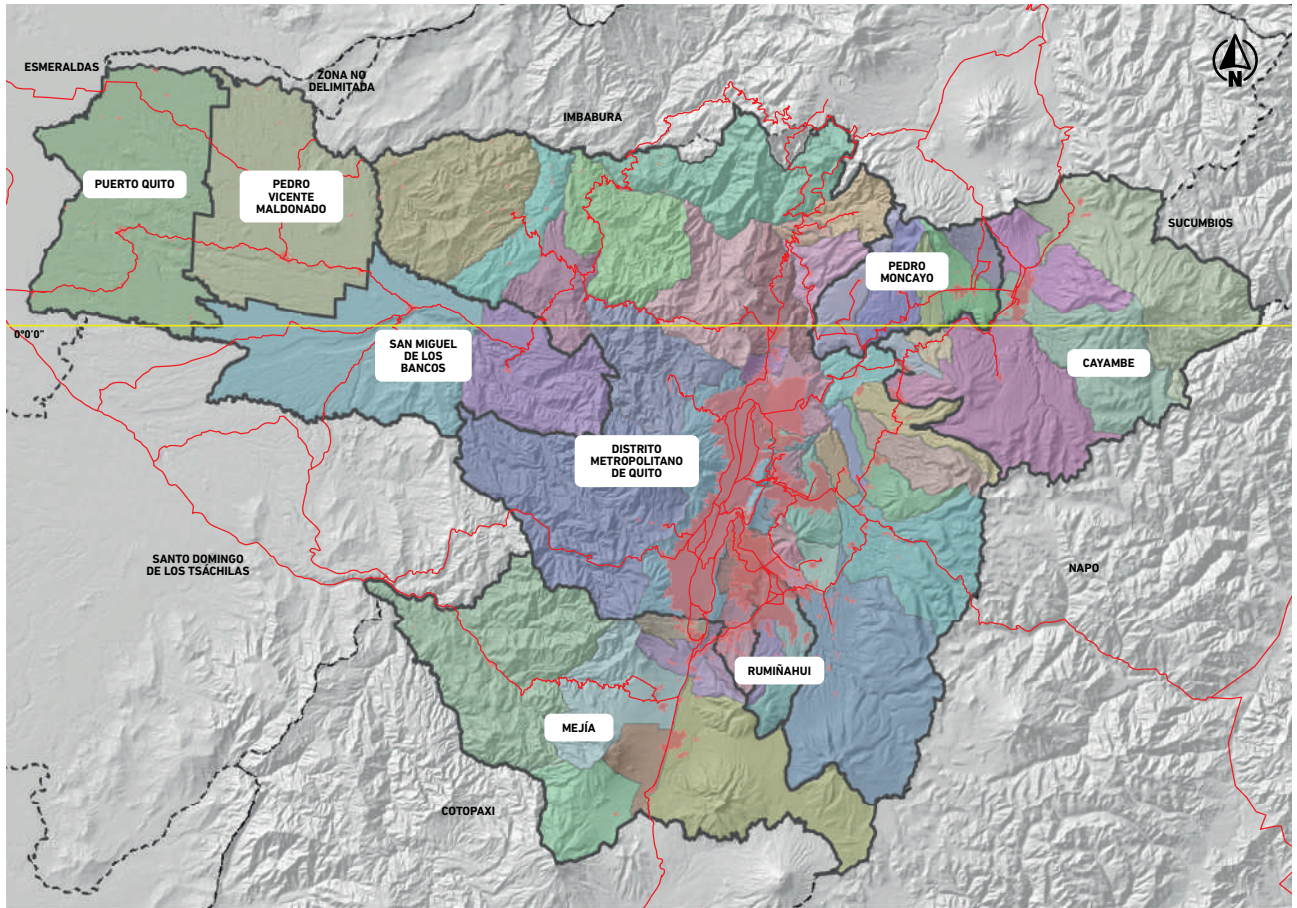 ESMERALDAS
ZONA NO
DELIMITADA
IMBABURA
N
PUERTO QUITO
PEDRO
VICENTE
MALDONADO
SUCUMBIOS
PEDRO
MONCAYO
0°0'0"
SAN MIGUEL
DE LOS
BANCOS
CAYAMBE
DISTRITO
METROPOLITANO
DE QUITO
SANTO DOMINGO
DE LOS TSÁCHILAS
NAPO
RUMIÑAHUI
MEJÍA
COTOPAXI